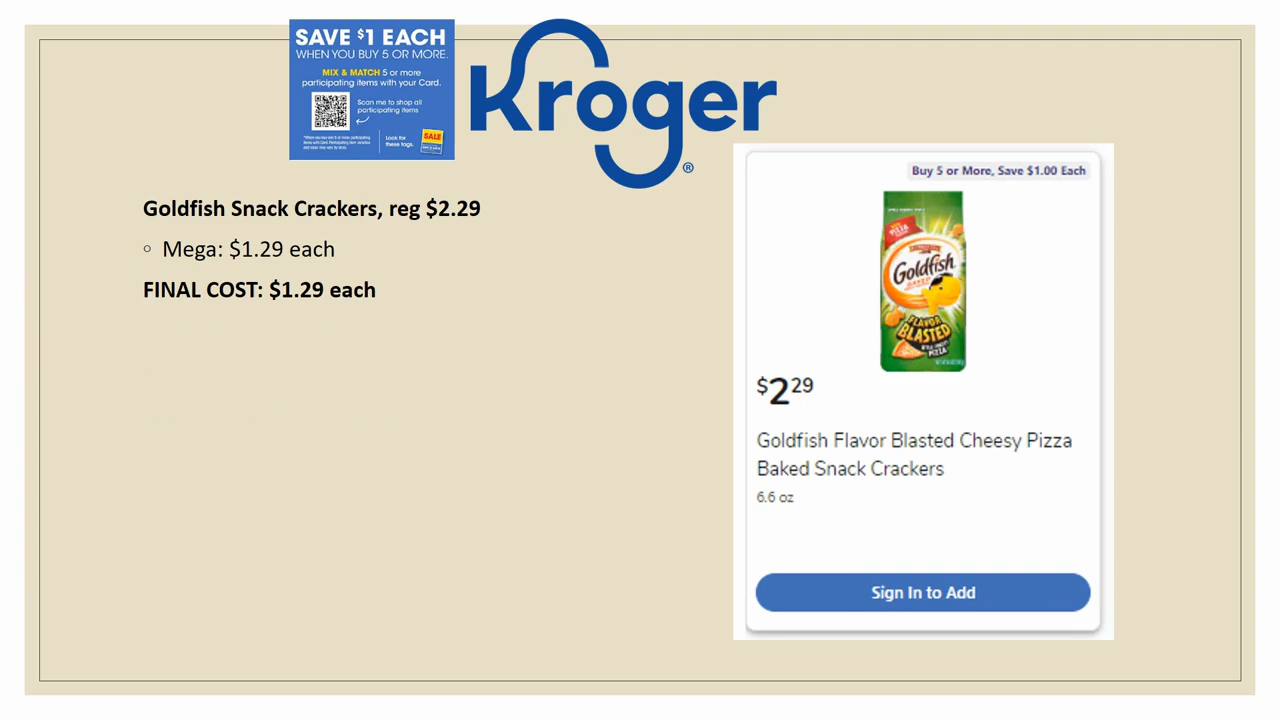 SAVE $1 EACH
WHEN YOU BUY 5 OR MORE.
MIX & MATCH 5 or more
participating items with your Card.
Scan me to shop all
participating items
Look for
these tags.
SALE
Kroger®
Goldfish Snack Crackers, reg $2.29
◦ Mega: $1.29 each
FINAL COST: $1.29 each
Buy 5 or More, Save $1.00 Each
Goldfish
BAKED
FLAVOR
BLASTED
PIZZA
$2 29
Goldfish Flavor Blasted Cheesy Pizza
Baked Snack Crackers
6.6 oz
Sign In to Add